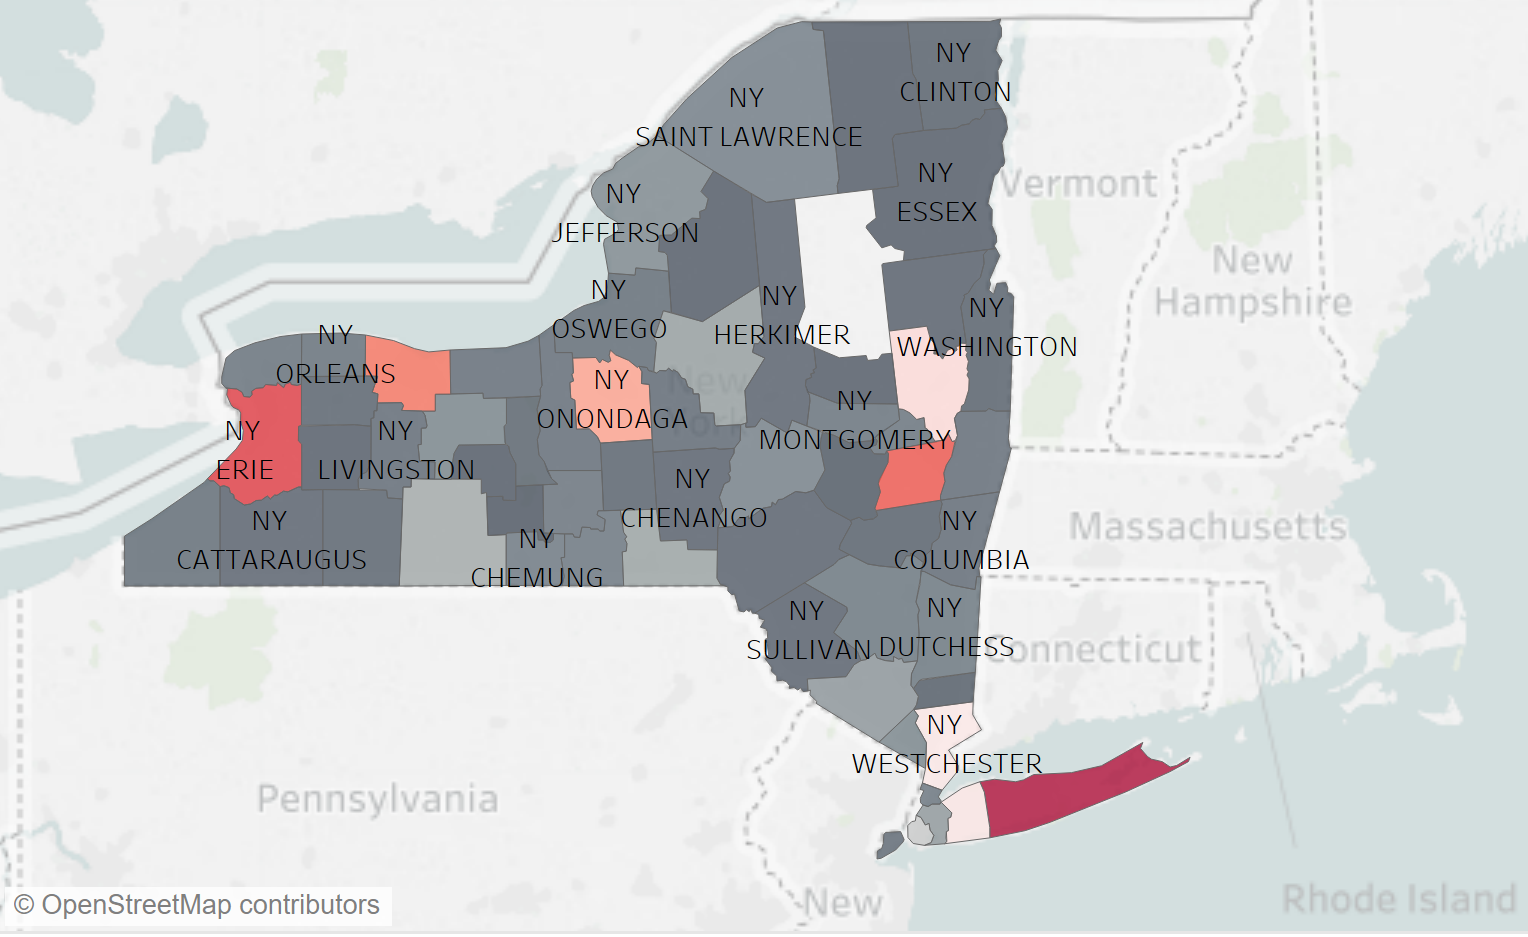 NY
CLINTON
NY
SAINT LAWRENCE
NY
ESSEX
Vermont
NY
JEFFERSON
New
Hampshire
NY
OSWEGO
NY
HERKIMER
NY
WASHINGTON
NY
ORLEANS
New
York
NY
ONONDAGA
NY
MONTGOMERY
NY
ERIE
NY
LIVINGSTON
NY
CHENANGO
NY
CATTARAUGUS
NY
CHEMUNG
NY
COLUMBIA
Massachusetts
NY
SULLIVAN
NY
DUTCHESS
Connecticut
NY
WESTCHESTER
Pennsylvania
New
Rhode Island
© OpenStreetMap contributors